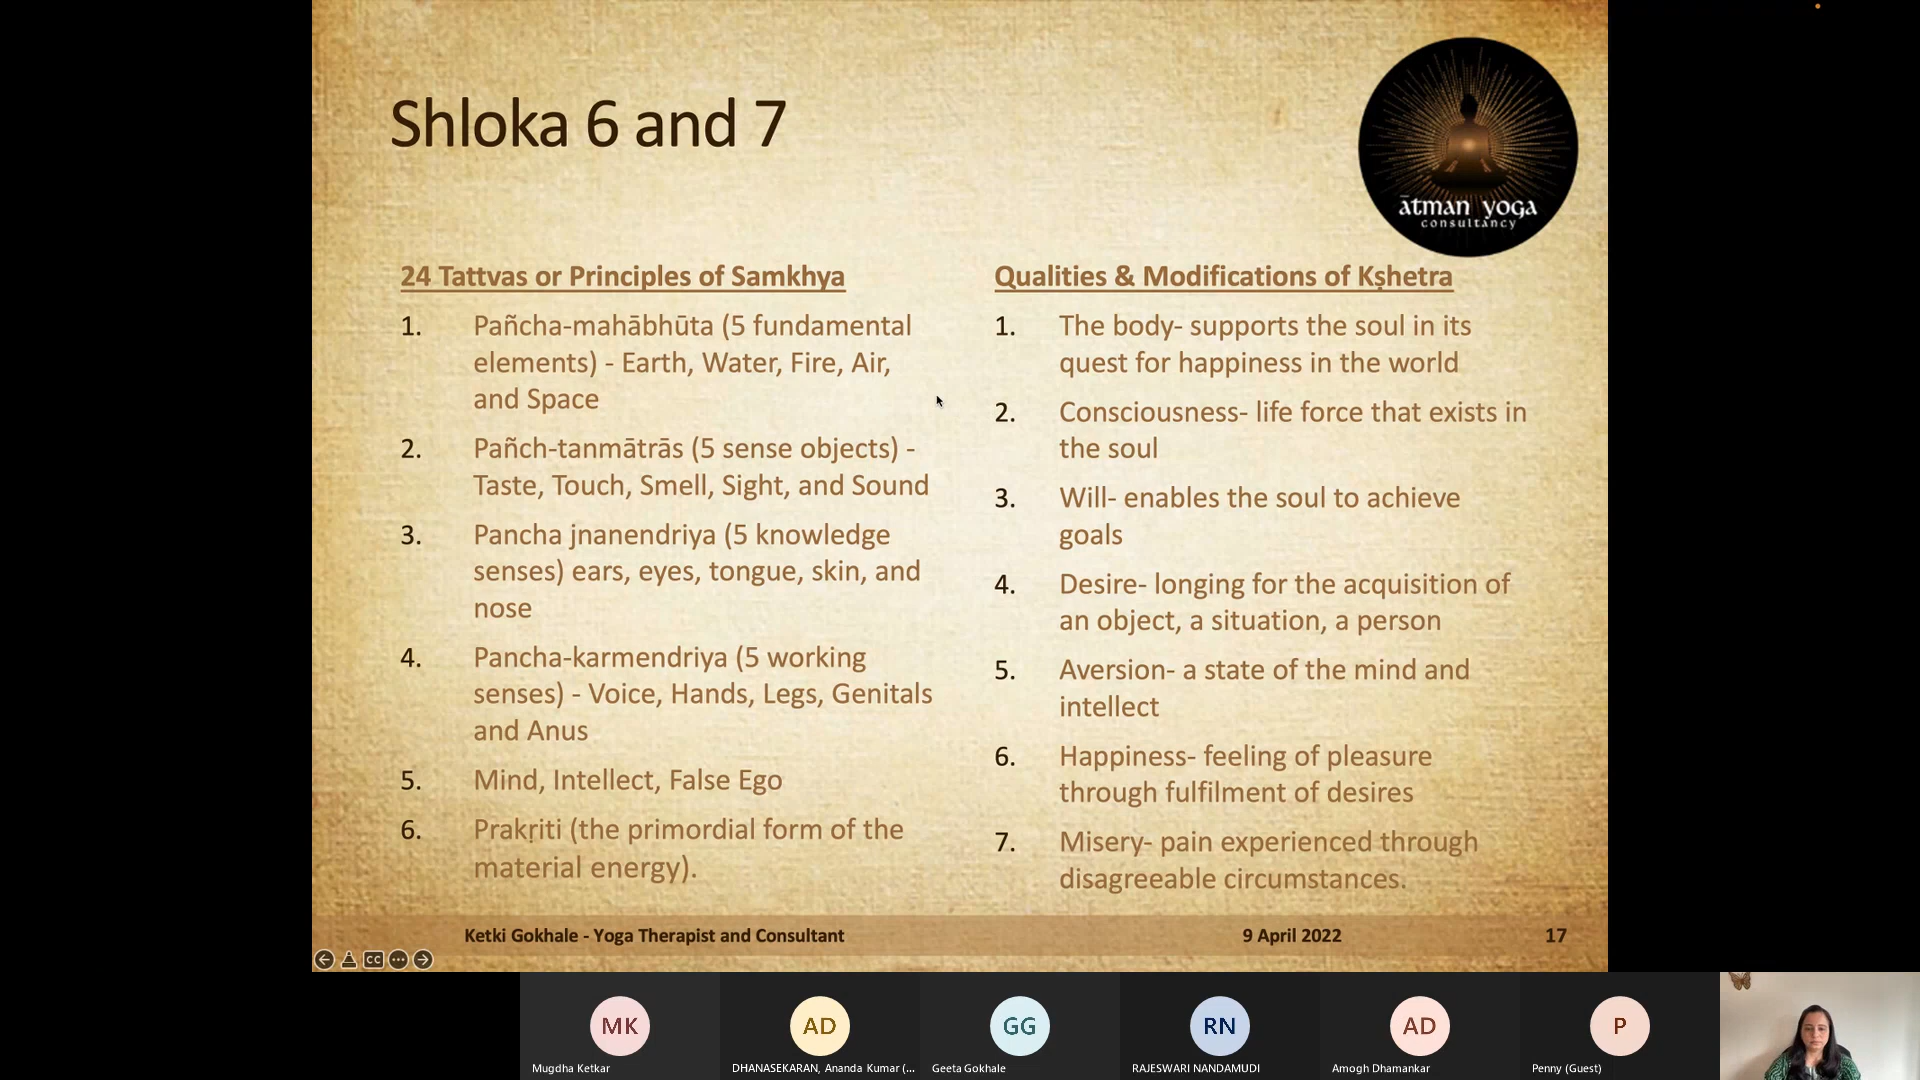 Shloka 6 and 7
ātman yoga
consultancy
24 Tattvas or Principles of Samkhya
1. Pañcha-mahābhūta (5 fundamental
elements) - Earth, Water, Fire, Air,
and Space
2. Pañch-tanmātrās (5 sense objects) -
Taste, Touch, Smell, Sight, and Sound
3. Pancha jnanendriya (5 knowledge
senses) ears, eyes, tongue, skin, and
nose
4. Pancha-karmendriya (5 working
senses) - Voice, Hands, Legs, Genitals
and Anus
5. Mind, Intellect, False Ego
6. Prakṛiti (the primordial form of the
material energy).
Qualities & Modifications of Kṣhetra
1. The body- supports the soul in its
quest for happiness in the world
2. Consciousness- life force that exists in
the soul
3. Will- enables the soul to achieve
goals
4. Desire- longing for the acquisition of
an object, a situation, a person
5. Aversion- a state of the mind and
intellect
6. Happiness- feeling of pleasure
through fulfilment of desires
7. Misery- pain experienced through
disagreeable circumstances.
Ketki Gokhale - Yoga Therapist and Consultant
9 April 2022
17
CC
MK
AD
GG
RN
AD
P
Mugdha Ketkar
DHANASEKARAN, Ananda Kumar (...
Geeta Gokhale
RAJESWARI NANDAMUDI
Amogh Dhamankar
Penny (Guest)